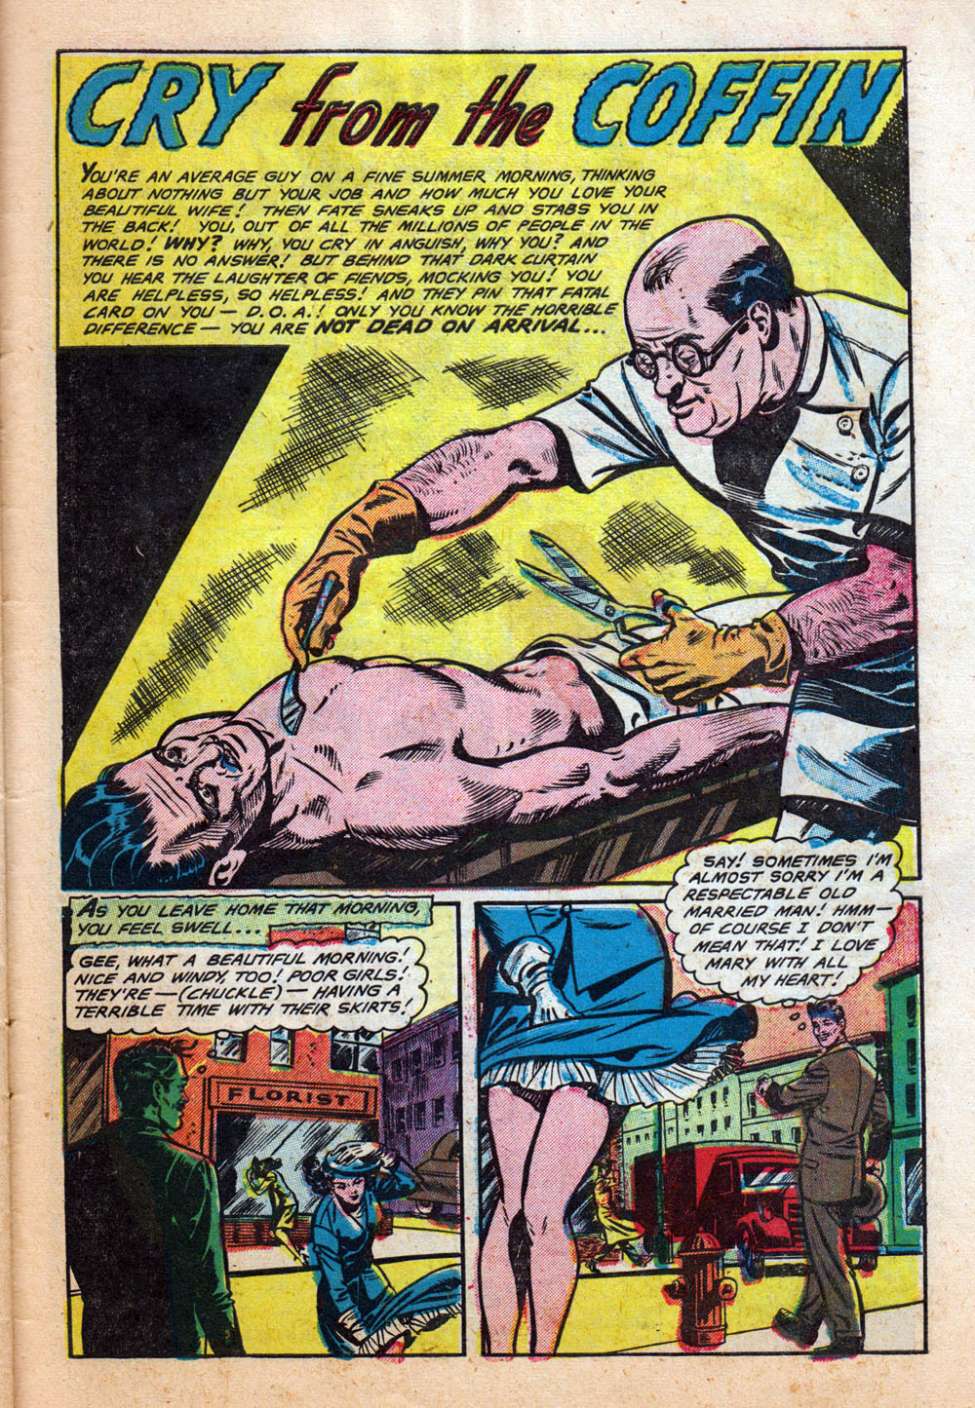 CRY from the COFFIN
YOU'RE AN AVERAGE GUY ON A FINE SUMMER MORNING, THINKING
ABOUT NOTHING BUT YOUR JOB AND HOW MUCH YOU LOVE YOUR
BEAUTIFUL WIFE! THEN FATE SNEAKS UP AND STABS YOU IN
THE BACK! YOU, OUT OF ALL THE MILLIONS OF PEOPLE IN THE
WORLD! WHY? WHY, YOU CRY IN ANGUISH, WHY YOU? AND
THERE IS NO ANSWER! BUT BEHIND THAT DARK CURTAIN
YOU HEAR THE LAUGHTER OF FIENDS, MOCKING YOU! YOU
ARE HELPLESS, SO HELPLESS! AND THEY PIN THAT FATAL
CARD ON YOU — D.O.A.! ONLY YOU KNOW THE HORRIBLE
DIFFERENCE — YOU ARE NOT DEAD ON ARRIVAL...
AS YOU LEAVE HOME THAT MORNING,
YOU FEEL SWELL...
GEE, WHAT A BEAUTIFUL MORNING!
NICE AND WINDY, TOO! POOR GIRLS!
THEY'RE — (CHUCKLE) — HAVING A
TERRIBLE TIME WITH THEIR SKIRTS!
FLORIST
SAY! SOMETIMES I'M
ALMOST SORRY I'M A
RESPECTABLE OLD
MARRIED MAN! HMM —
OF COURSE I DON'T
MEAN THAT! I LOVE
MARY WITH ALL
MY HEART!